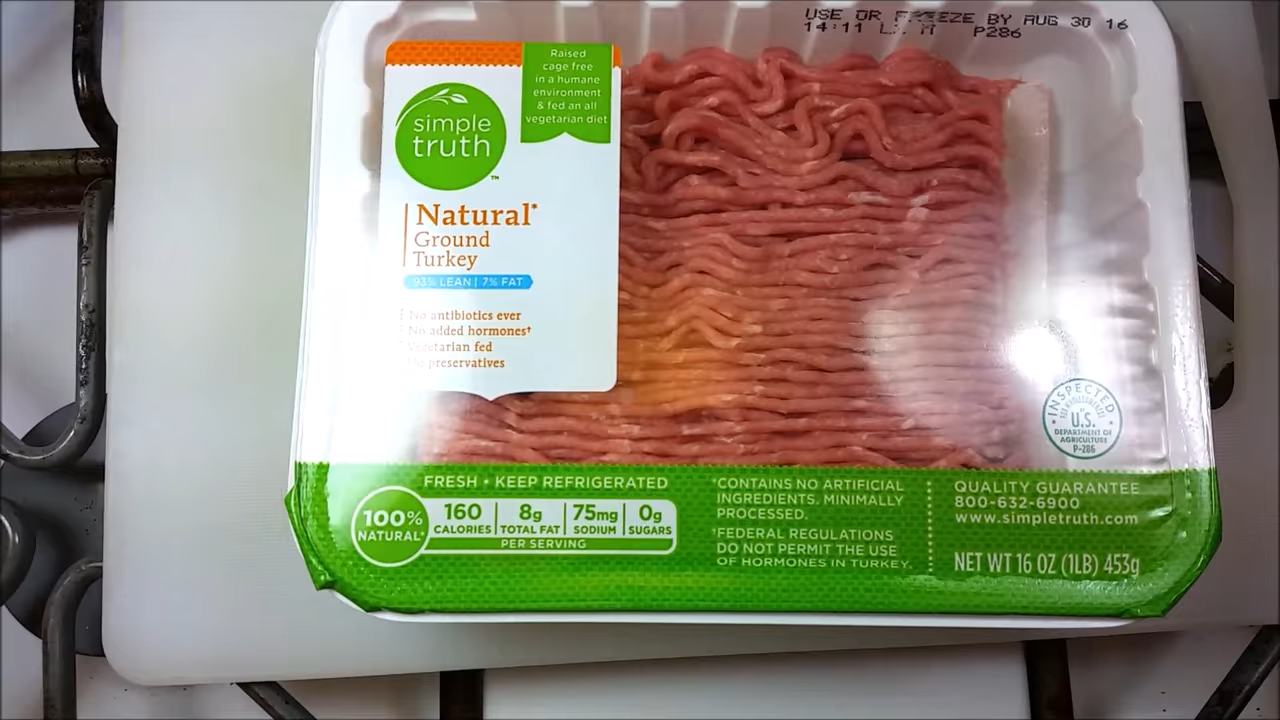 USE OR FREEZE BY AUG 30 16
14:11 M P286
Raised
cage free
in a humane
environment
& fed an all
vegetarian diet
simple
truth™
Natural*
Ground
Turkey
93% LEAN | 7% FAT
No antibiotics ever
No added hormones†
Vegetarian fed
No preservatives
INSPECTED
U.S.
DEPARTMENT OF
AGRICULTURE
P-286
FRESH • KEEP REFRIGERATED
100%
NATURAL*
160
CALORIES
8g
TOTAL FAT
75mg
SODIUM
0g
SUGARS
PER SERVING
*CONTAINS NO ARTIFICIAL
INGREDIENTS. MINIMALLY
PROCESSED.
†FEDERAL REGULATIONS
DO NOT PERMIT THE USE
OF HORMONES IN TURKEY.
QUALITY GUARANTEE
800-632-6900
www.simpletruth.com
NET WT 16 OZ (1LB) 453g